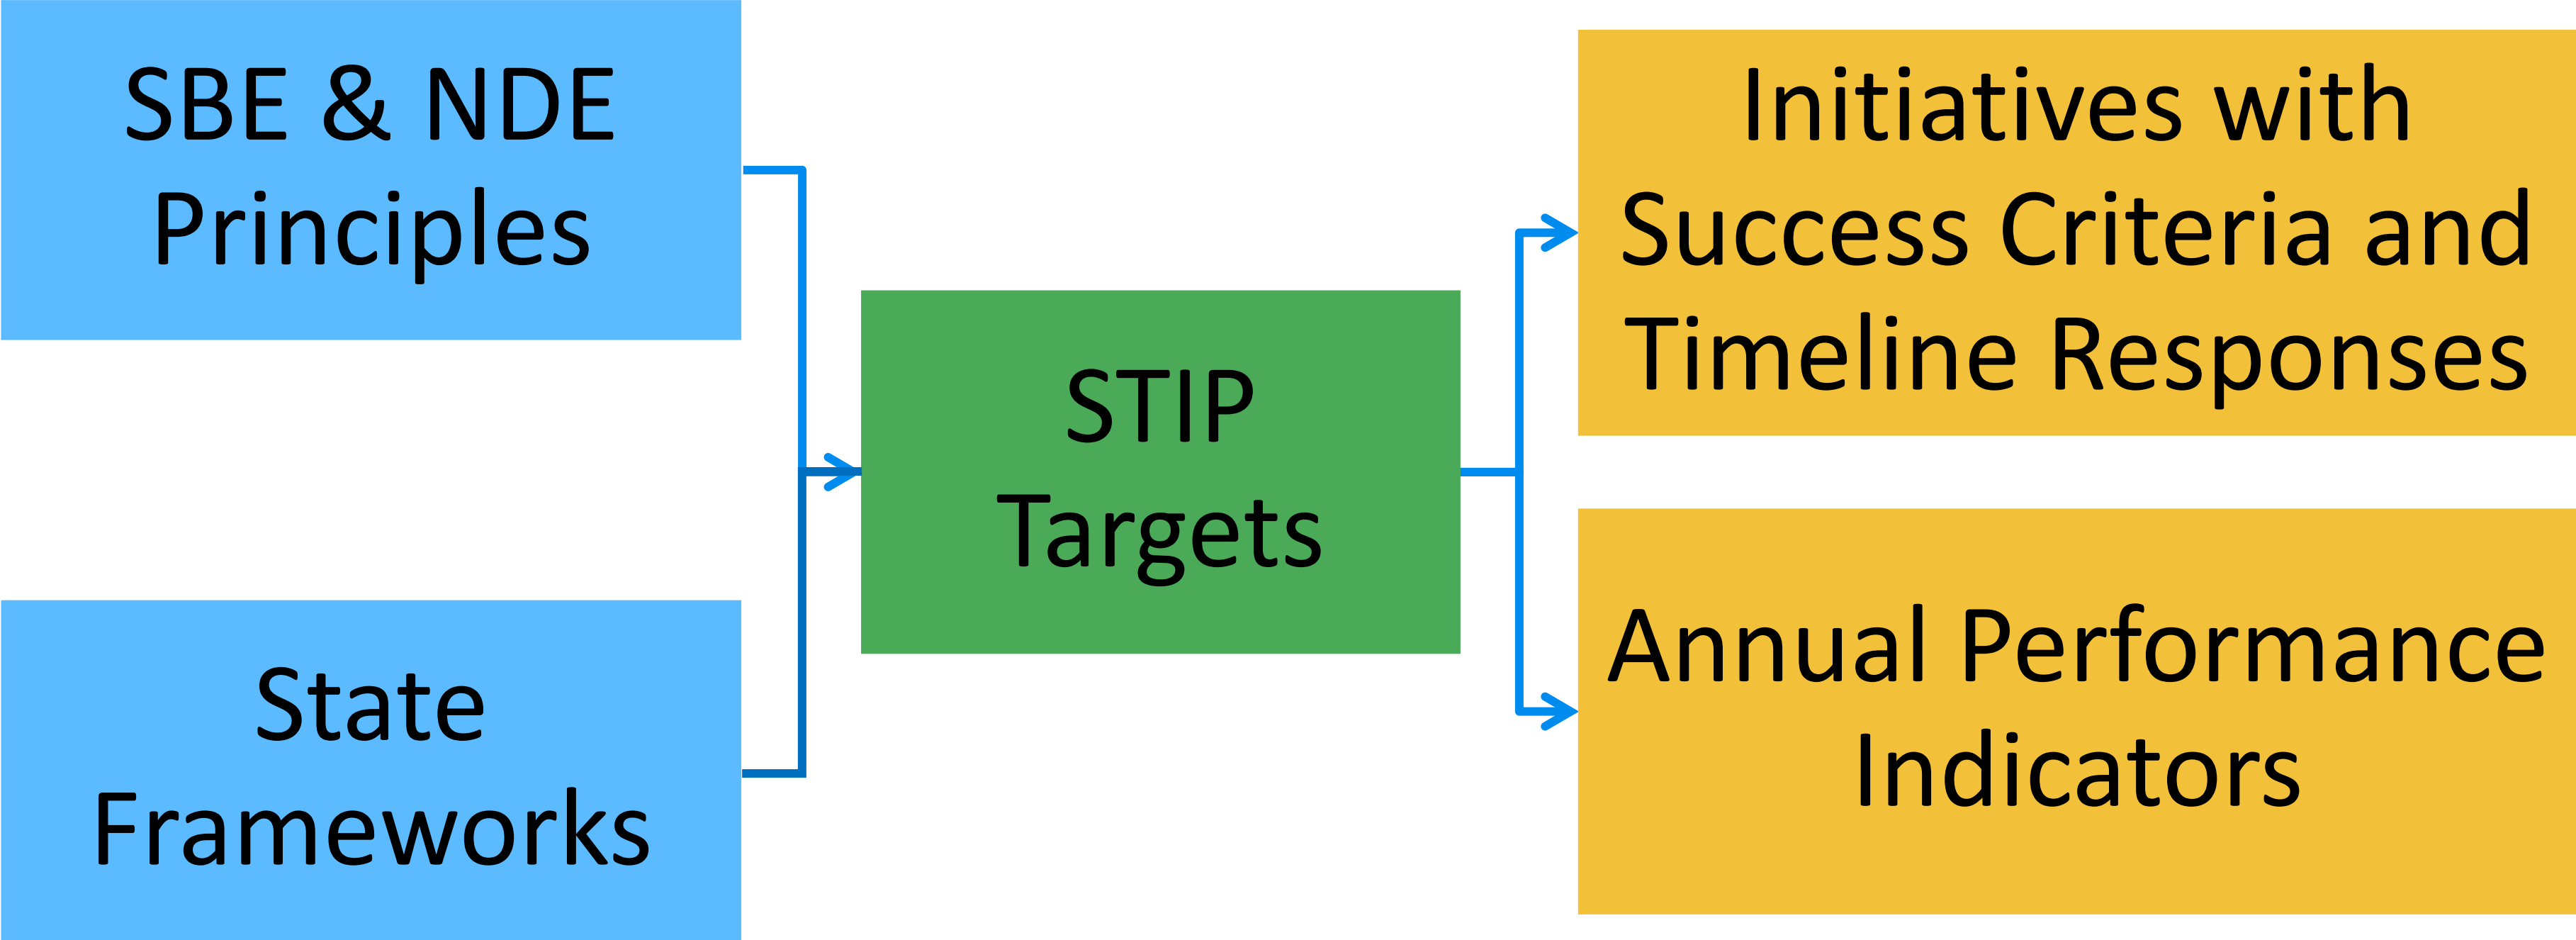 SBE & NDE
Principles
State
Frameworks
STIP
Targets
Initiatives with
Success Criteria and
Timeline Responses
Annual Performance
Indicators